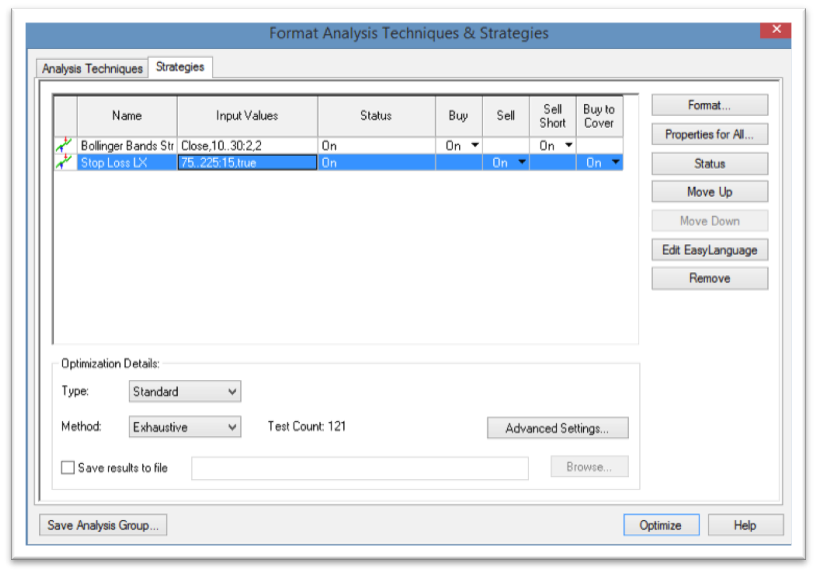 Format Analysis Techniques & Strategies
Analysis Techniques Strategies
Name Input Values Status Buy Sell Sell Short Buy to Cover
Bollinger Bands Str Close,10..30:2,2 On On On
Stop Loss LX 75..225:15,true On On On
Format...
Properties for All...
Status
Move Up
Move Down
Edit EasyLanguage
Remove
Optimization Details:
Type: Standard
Method: Exhaustive Test Count: 121 Advanced Settings...
Save results to file Browse...
Save Analysis Group... Optimize Help